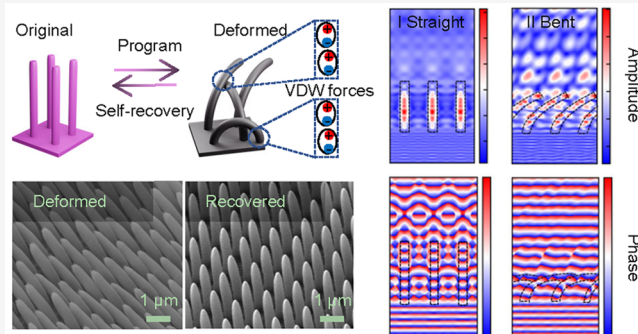 Original
Program
Self-recovery
Deformed
VDW forces
I Straight
II Bent
Amplitude
Deformed
1 μm
Recovered
1 μm
Phase